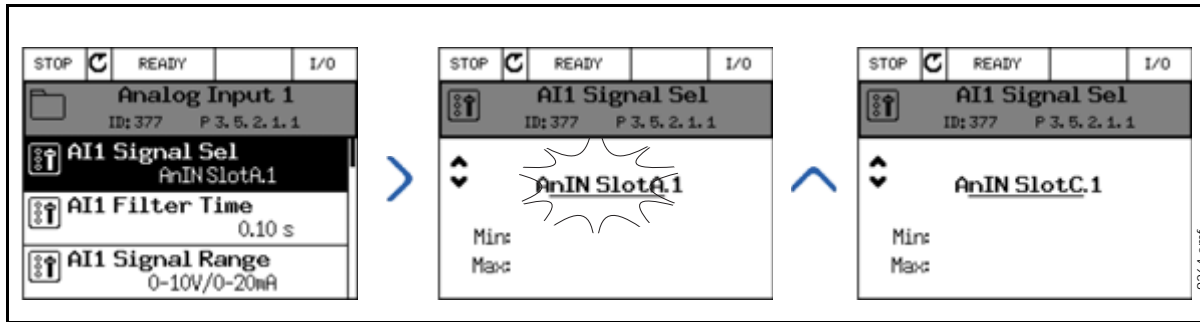 STOP READY I/O
Analog Input 1
ID:377 P3.5.2.1.1
AI1 Signal Sel
AnIN SlotA.1
AI1 Filter Time
0.10 s
AI1 Signal Range
0-10V/0-20mA
STOP READY I/O
AI1 Signal Sel
ID:377 P3.5.2.1.1
AnIN SlotA.1
Min:
Max:
STOP READY I/O
AI1 Signal Sel
ID:377 P3.5.2.1.1
AnIN SlotC.1
Min:
Max: